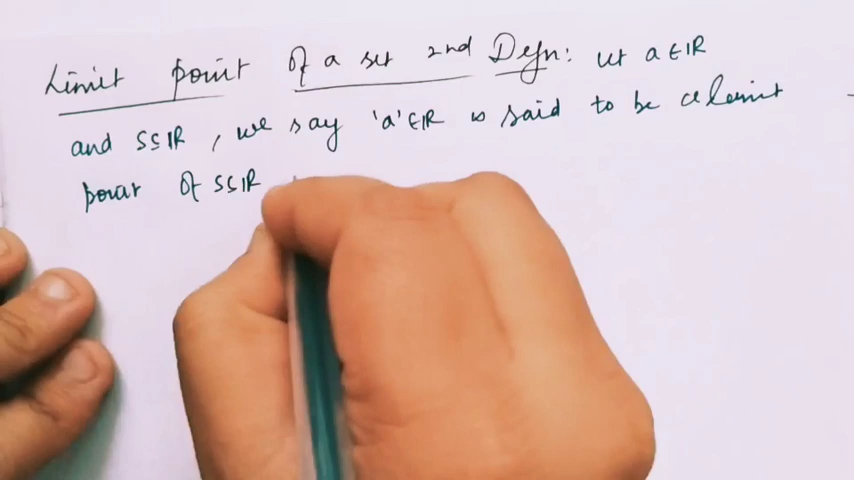 Limit point of a set 2nd Defn: let a ∈ IR
and S ⊆ IR, we say 'a' ∈ IR is said to be a limit
point of S ⊆ IR